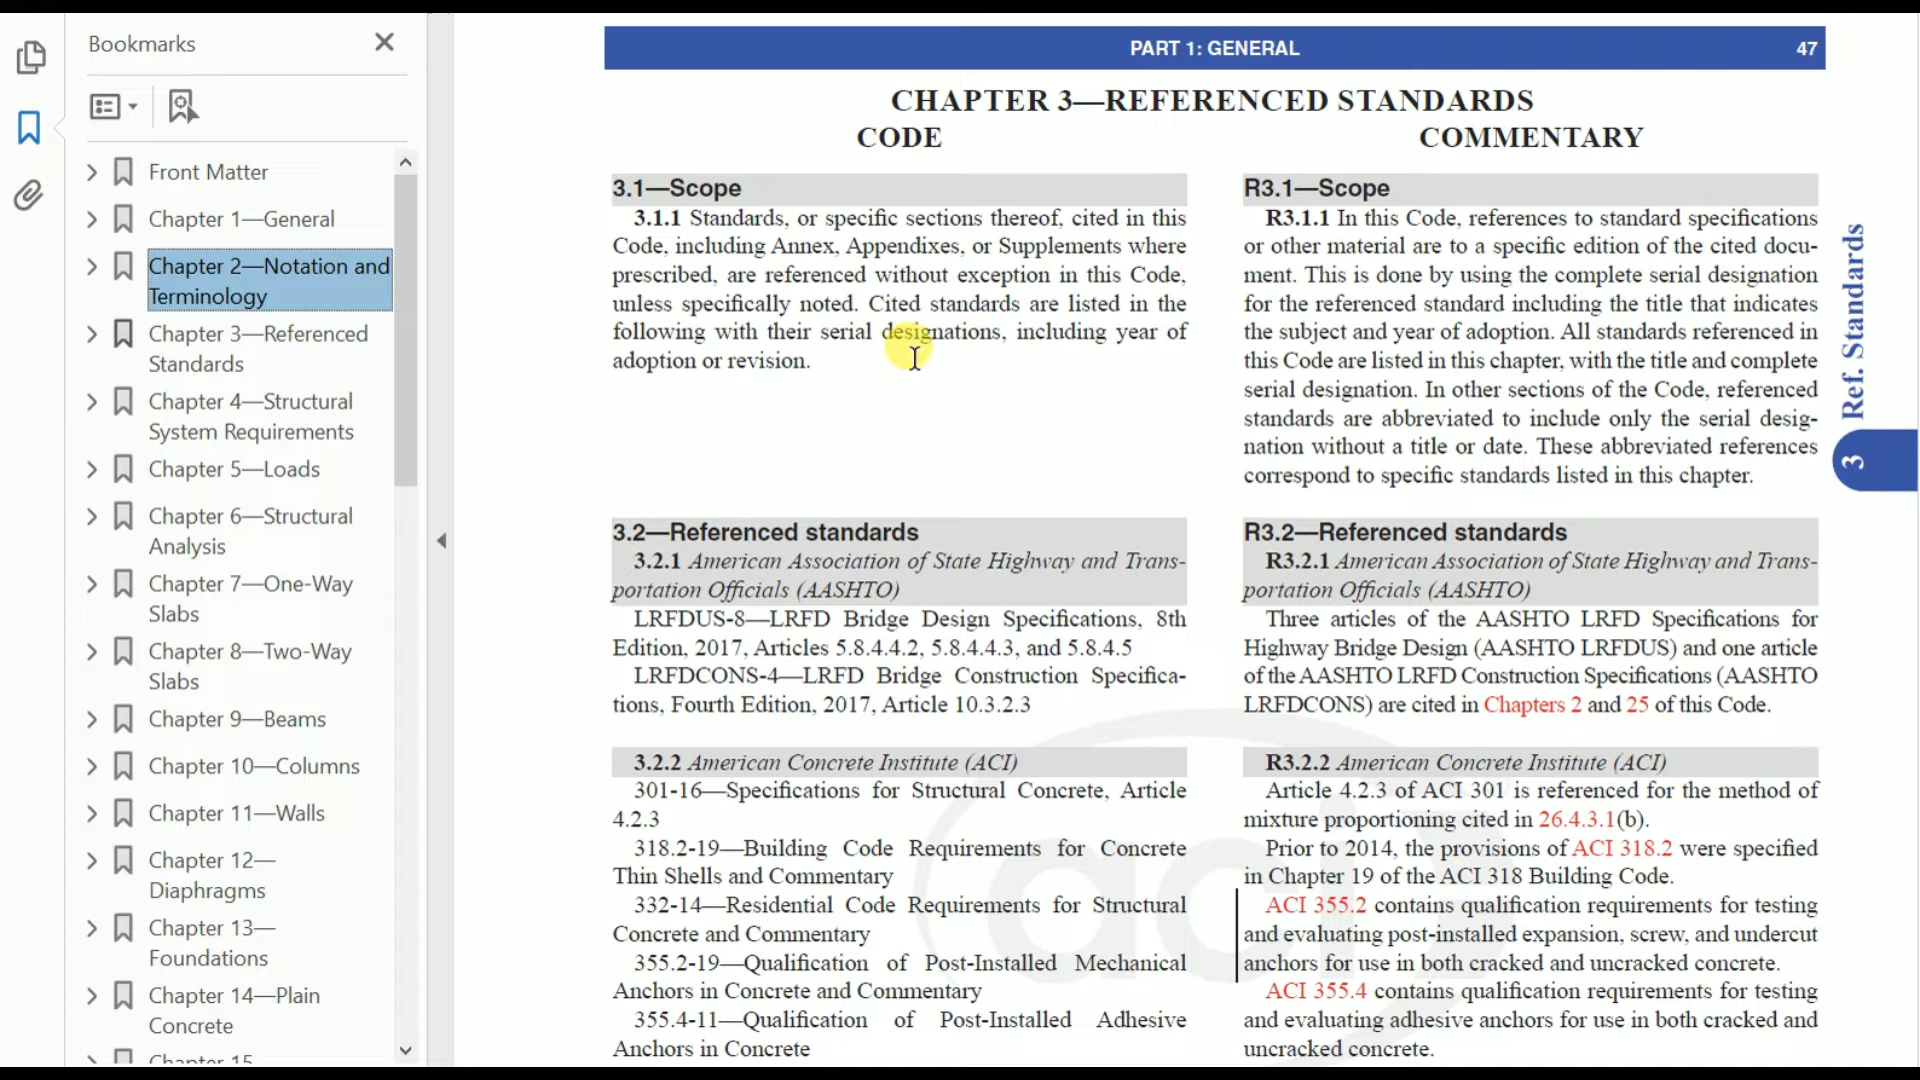 Bookmarks
Front Matter
Chapter 1—General
Chapter 2—Notation and
Terminology
Chapter 3—Referenced
Standards
Chapter 4—Structural
System Requirements
Chapter 5—Loads
Chapter 6—Structural
Analysis
Chapter 7—One-Way
Slabs
Chapter 8—Two-Way
Slabs
Chapter 9—Beams
Chapter 10—Columns
Chapter 11—Walls
Chapter 12—
Diaphragms
Chapter 13—
Foundations
Chapter 14—Plain
Concrete
Chapter 15—
PART 1: GENERAL 47
CHAPTER 3—REFERENCED STANDARDS
CODE
3.1—Scope
3.1.1 Standards, or specific sections thereof, cited in this
Code, including Annex, Appendixes, or Supplements where
prescribed, are referenced without exception in this Code,
unless specifically noted. Cited standards are listed in the
following with their serial designations, including year of
adoption or revision.
3.2—Referenced standards
3.2.1 American Association of State Highway and Trans-
portation Officials (AASHTO)
LRFDUS-8—LRFD Bridge Design Specifications, 8th
Edition, 2017, Articles 5.8.4.4.2, 5.8.4.4.3, and 5.8.4.5
LRFDCONS-4—LRFD Bridge Construction Specifica-
tions, Fourth Edition, 2017, Article 10.3.2.3
3.2.2 American Concrete Institute (ACI)
301-16—Specifications for Structural Concrete, Article
4.2.3
318.2-19—Building Code Requirements for Concrete
Thin Shells and Commentary
332-14—Residential Code Requirements for Structural
Concrete and Commentary
355.2-19—Qualification of Post-Installed Mechanical
Anchors in Concrete and Commentary
355.4-11—Qualification of Post-Installed Adhesive
Anchors in Concrete
COMMENTARY
R3.1—Scope
R3.1.1 In this Code, references to standard specifications
or other material are to a specific edition of the cited docu-
ment. This is done by using the complete serial designation
for the referenced standard including the title that indicates
the subject and year of adoption. All standards referenced in
this Code are listed in this chapter, with the title and complete
serial designation. In other sections of the Code, referenced
standards are abbreviated to include only the serial desig-
nation without a title or date. These abbreviated references
correspond to specific standards listed in this chapter.
R3.2—Referenced standards
R3.2.1 American Association of State Highway and Trans-
portation Officials (AASHTO)
Three articles of the AASHTO LRFD Specifications for
Highway Bridge Design (AASHTO LRFDUS) and one article
of the AASHTO LRFD Construction Specifications (AASHTO
LRFDCONS) are cited in Chapters 2 and 25 of this Code.
R3.2.2 American Concrete Institute (ACI)
Article 4.2.3 of ACI 301 is referenced for the method of
mixture proportioning cited in 26.4.3.1(b).
Prior to 2014, the provisions of ACI 318.2 were specified
in Chapter 19 of the ACI 318 Building Code.
ACI 355.2 contains qualification requirements for testing
and evaluating post-installed expansion, screw, and undercut
anchors for use in both cracked and uncracked concrete.
ACI 355.4 contains qualification requirements for testing
and evaluating adhesive anchors for use in both cracked and
uncracked concrete.
Ref. Standards
3
aci